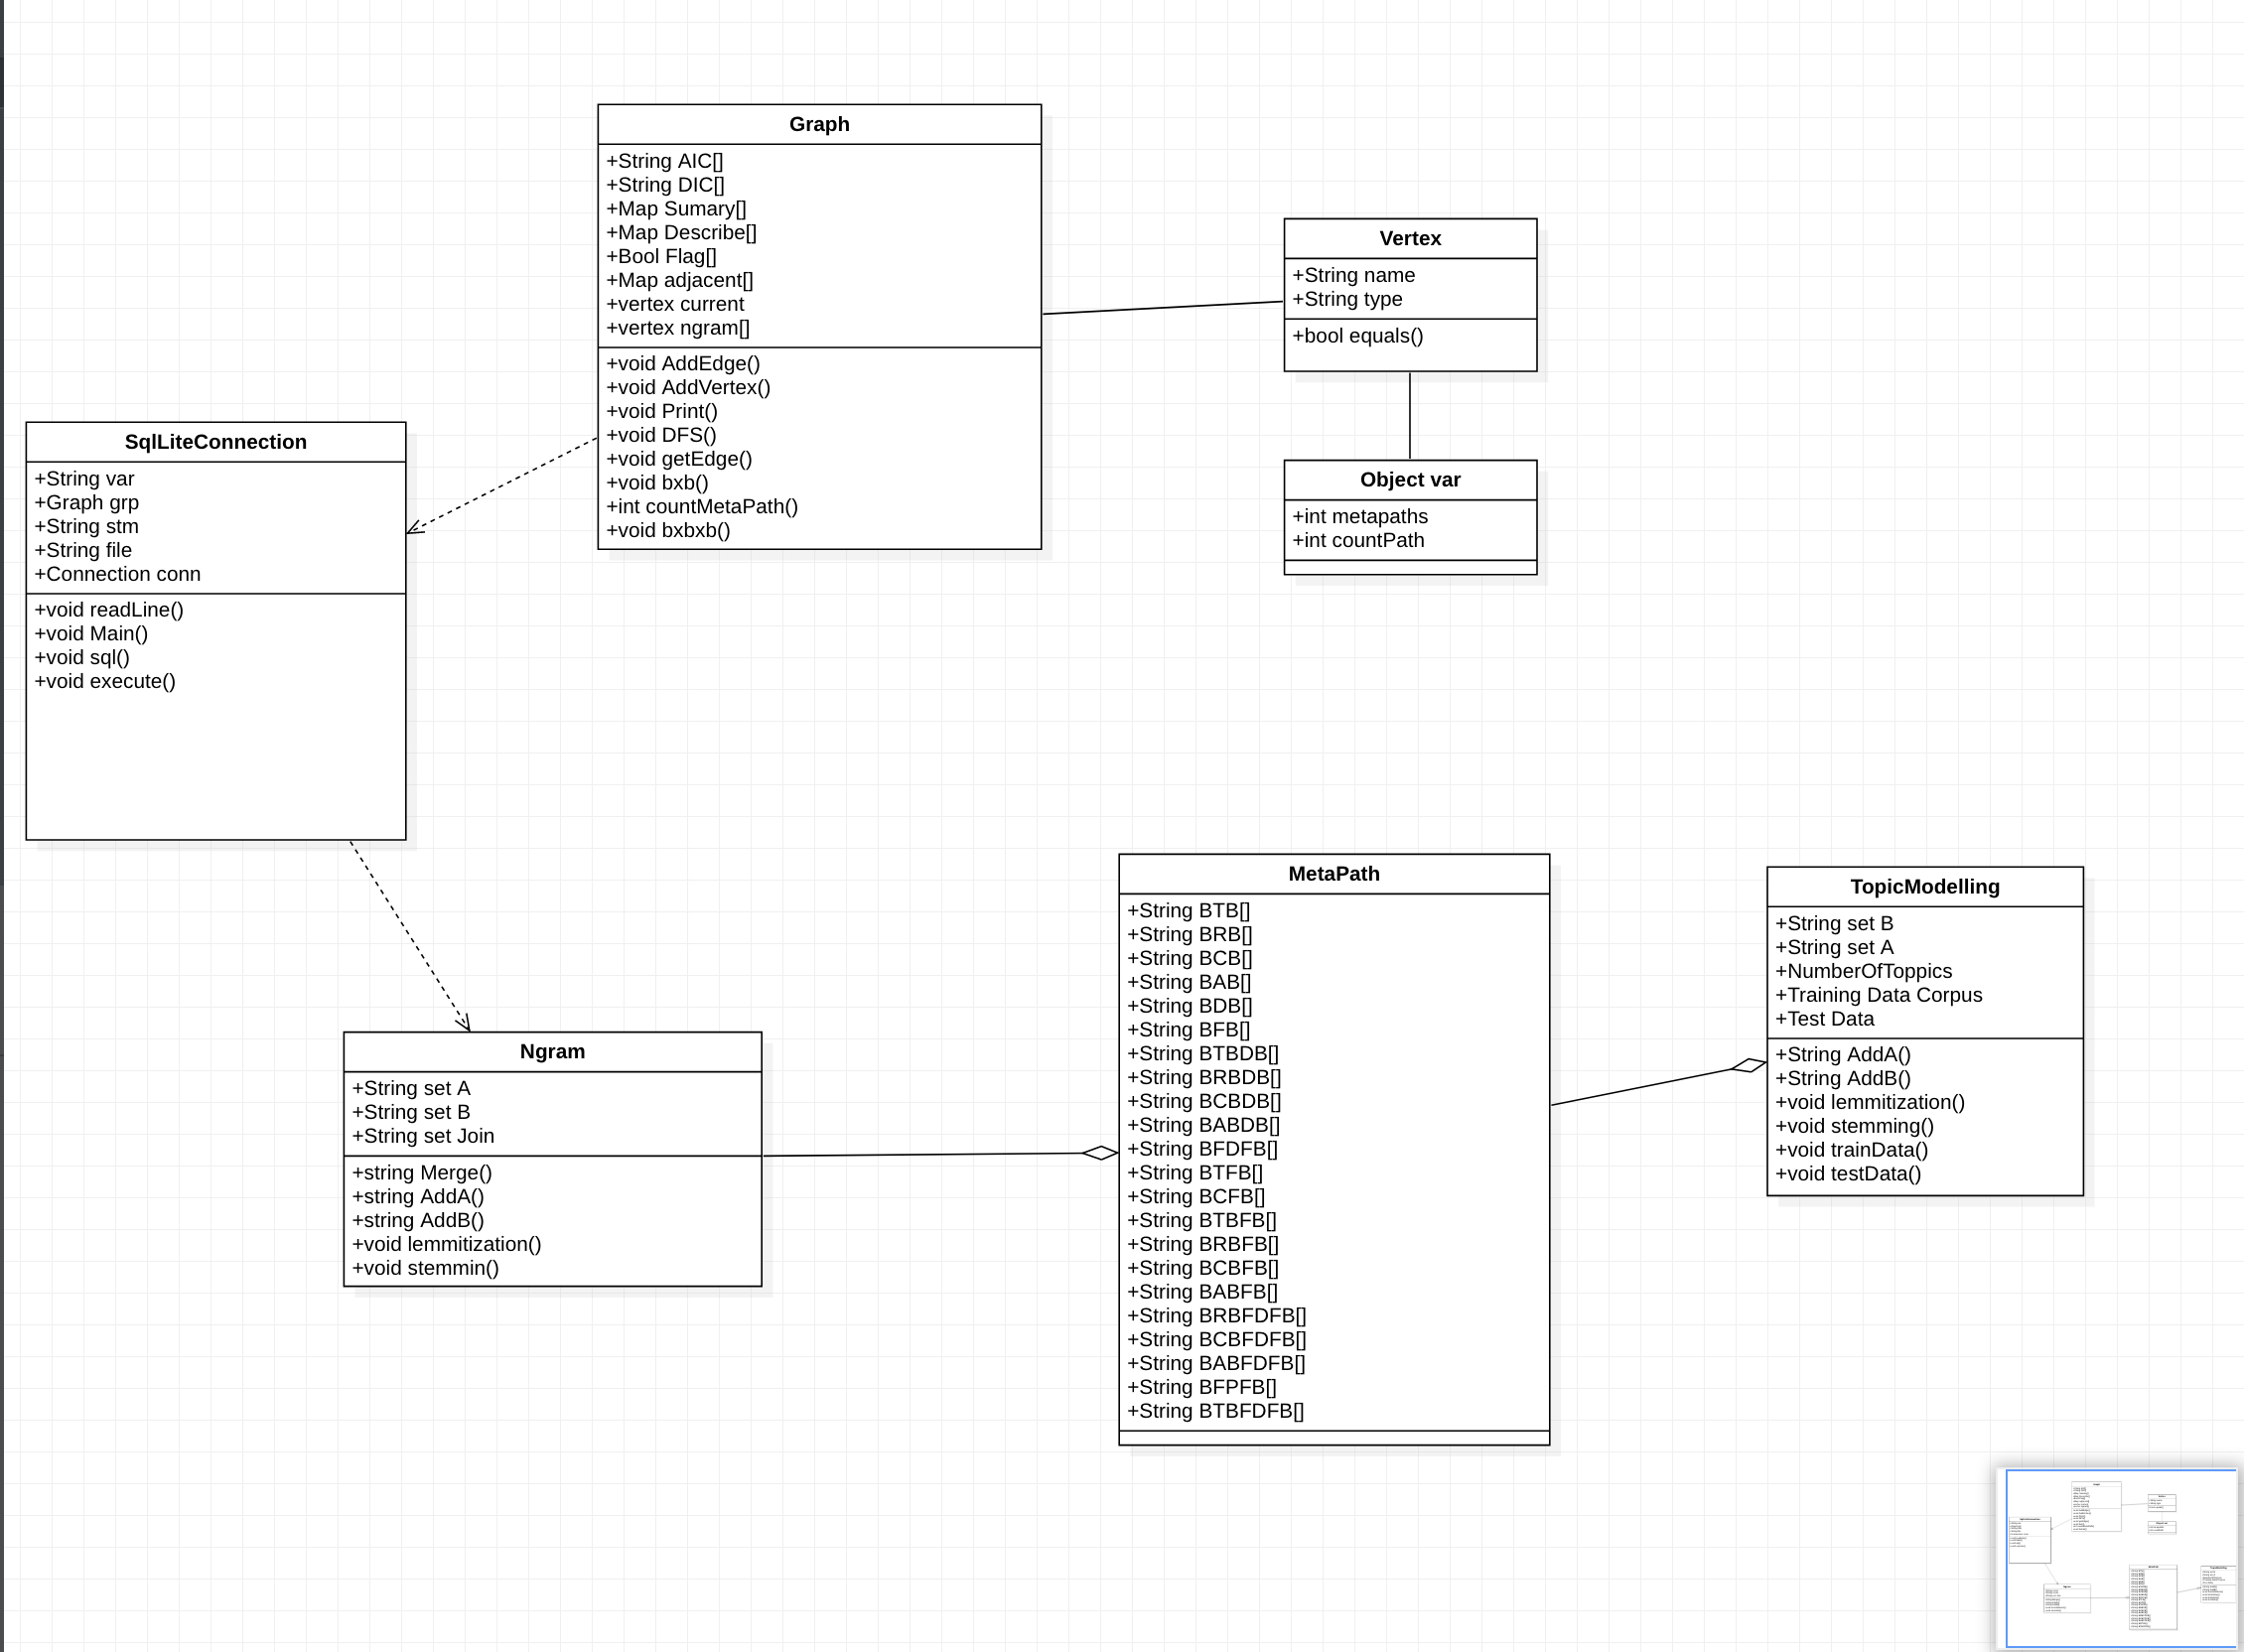 Graph
+String AIC[]
+String DIC[]
+Map Sumary[]
+Map Describe[]
+Bool Flag[]
+Map adjacent[]
+vertex current
+vertex ngram[]
+void AddEdge()
+void AddVertex()
+void Print()
+void DFS()
+void getEdge()
+void bxb()
+int countMetaPath()
+void bxbxb()
Vertex
+String name
+String type
+bool equals()
Object var
+int metapaths
+int countPath
SqlLiteConnection
+String var
+Graph grp
+String stm
+String file
+Connection conn
+void readLine()
+void Main()
+void sql()
+void execute()
Ngram
+String set A
+String set B
+String set Join
+string Merge()
+string AddA()
+string AddB()
+void lemmitization()
+void stemmin()
MetaPath
+String BTB[]
+String BRB[]
+String BCB[]
+String BAB[]
+String BDB[]
+String BFB[]
+String BTBDB[]
+String BRBDB[]
+String BCBDB[]
+String BABDB[]
+String BFDFB[]
+String BTFB[]
+String BCFB[]
+String BTBFB[]
+String BRBFB[]
+String BCBFB[]
+String BABFB[]
+String BRBFDFB[]
+String BCBFDFB[]
+String BABFDFB[]
+String BFPFB[]
+String BTBFDFB[]
TopicModelling
+String set B
+String set A
+NumberOfToppics
+Training Data Corpus
+Test Data
+String AddA()
+String AddB()
+void lemmitization()
+void stemming()
+void trainData()
+void testData()